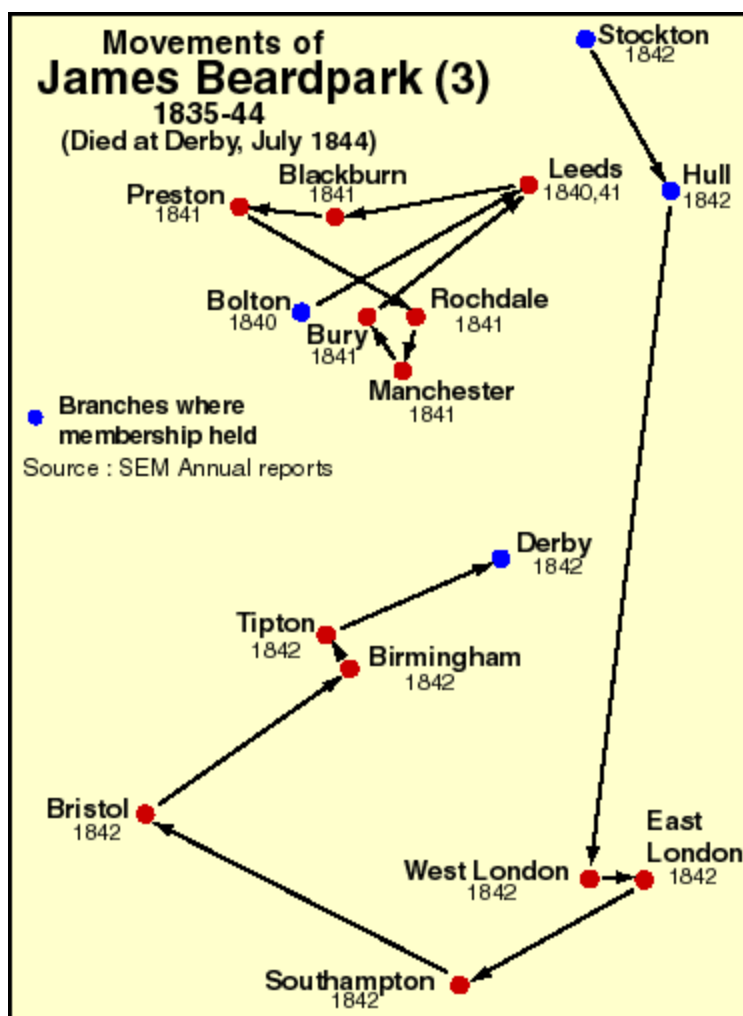 Movements of
James Beardpark (3)
1835-44
(Died at Derby, July 1844)
Stockton
1842
Hull
1842
Leeds
1840,41
Blackburn
1841
Preston
1841
Bolton
1840
Bury
1841
Rochdale
1841
Manchester
1841
Branches where
membership held
Source : SEM Annual reports
Derby
1842
Tipton
1842
Birmingham
1842
Bristol
1842
West London
1842
East
London
1842
Southampton
1842